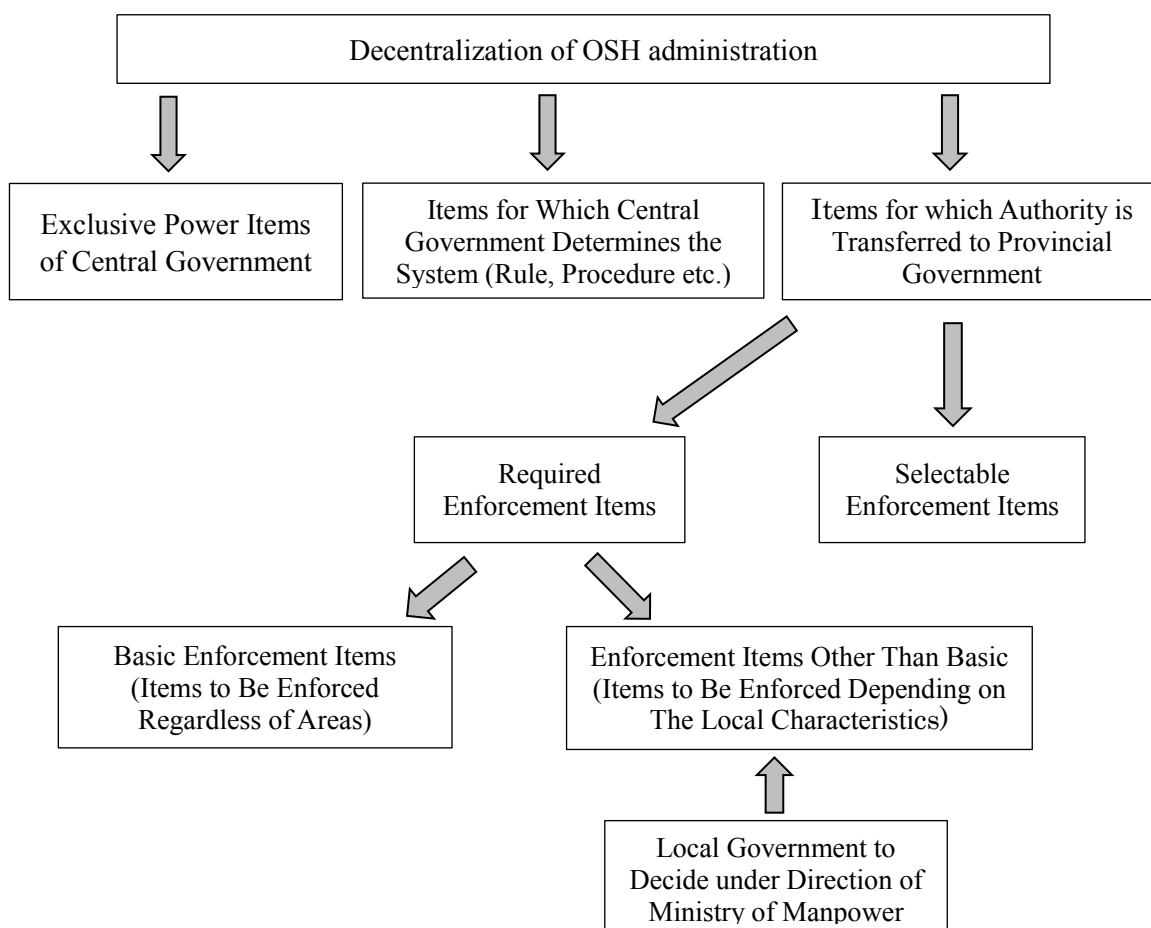 Decentralization of OSH administration
Exclusive Power Items
of Central Government
Items for Which Central
Government Determines the
System (Rule, Procedure etc.)
Items for which Authority is
Transferred to Provincial
Government
Required
Enforcement Items
Selectable
Enforcement Items
Basic Enforcement Items
(Items to Be Enforced
Regardless of Areas)
Enforcement Items Other Than Basic
(Items to Be Enforced Depending on
The Local Characteristics)
Local Government to
Decide under Direction of
Ministry of Manpower